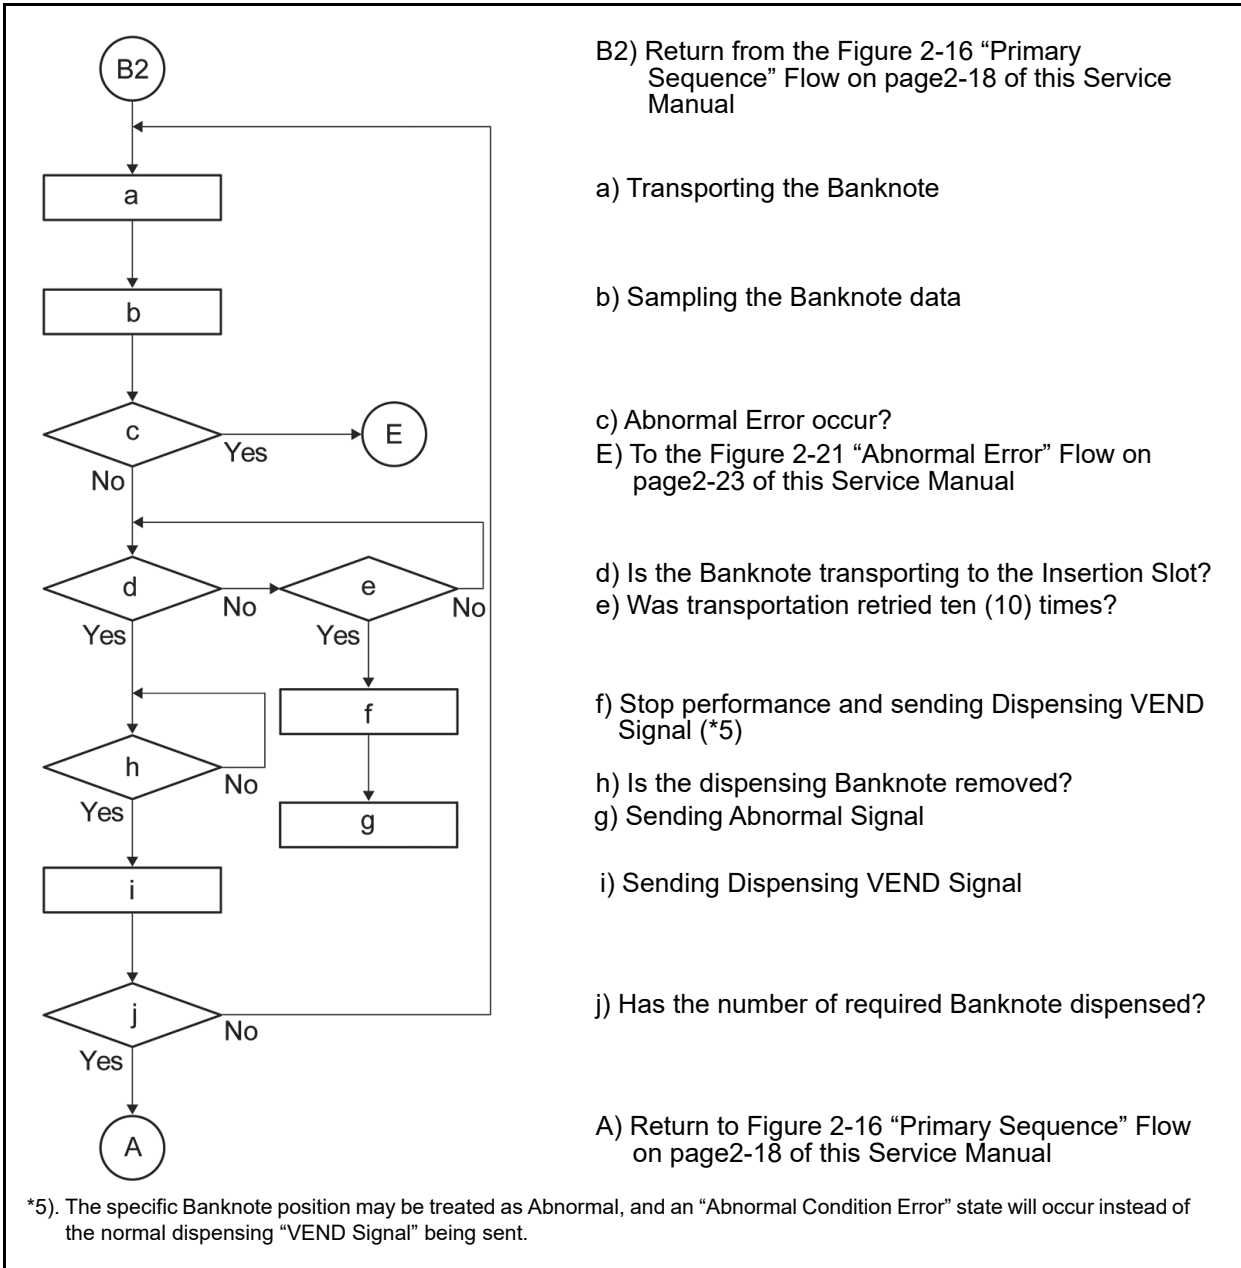 B2
B2) Return from the Figure 2-16 “Primary
Sequence” Flow on page2-18 of this Service
Manual
a
a) Transporting the Banknote
b
b) Sampling the Banknote data
c
Yes
No
E
c) Abnormal Error occur?
E) To the Figure 2-21 “Abnormal Error” Flow on
page2-23 of this Service Manual
d
No
Yes
e
No
Yes
d) Is the Banknote transporting to the Insertion Slot?
e) Was transportation retried ten (10) times?
f
f) Stop performance and sending Dispensing VEND
Signal (*5)
h
No
Yes
h) Is the dispensing Banknote removed?
g
g) Sending Abnormal Signal
i
i) Sending Dispensing VEND Signal
j
No
Yes
j) Has the number of required Banknote dispensed?
A
A) Return to Figure 2-16 “Primary Sequence” Flow
on page2-18 of this Service Manual
*5). The specific Banknote position may be treated as Abnormal, and an “Abnormal Condition Error” state will occur instead of
the normal dispensing “VEND Signal” being sent.